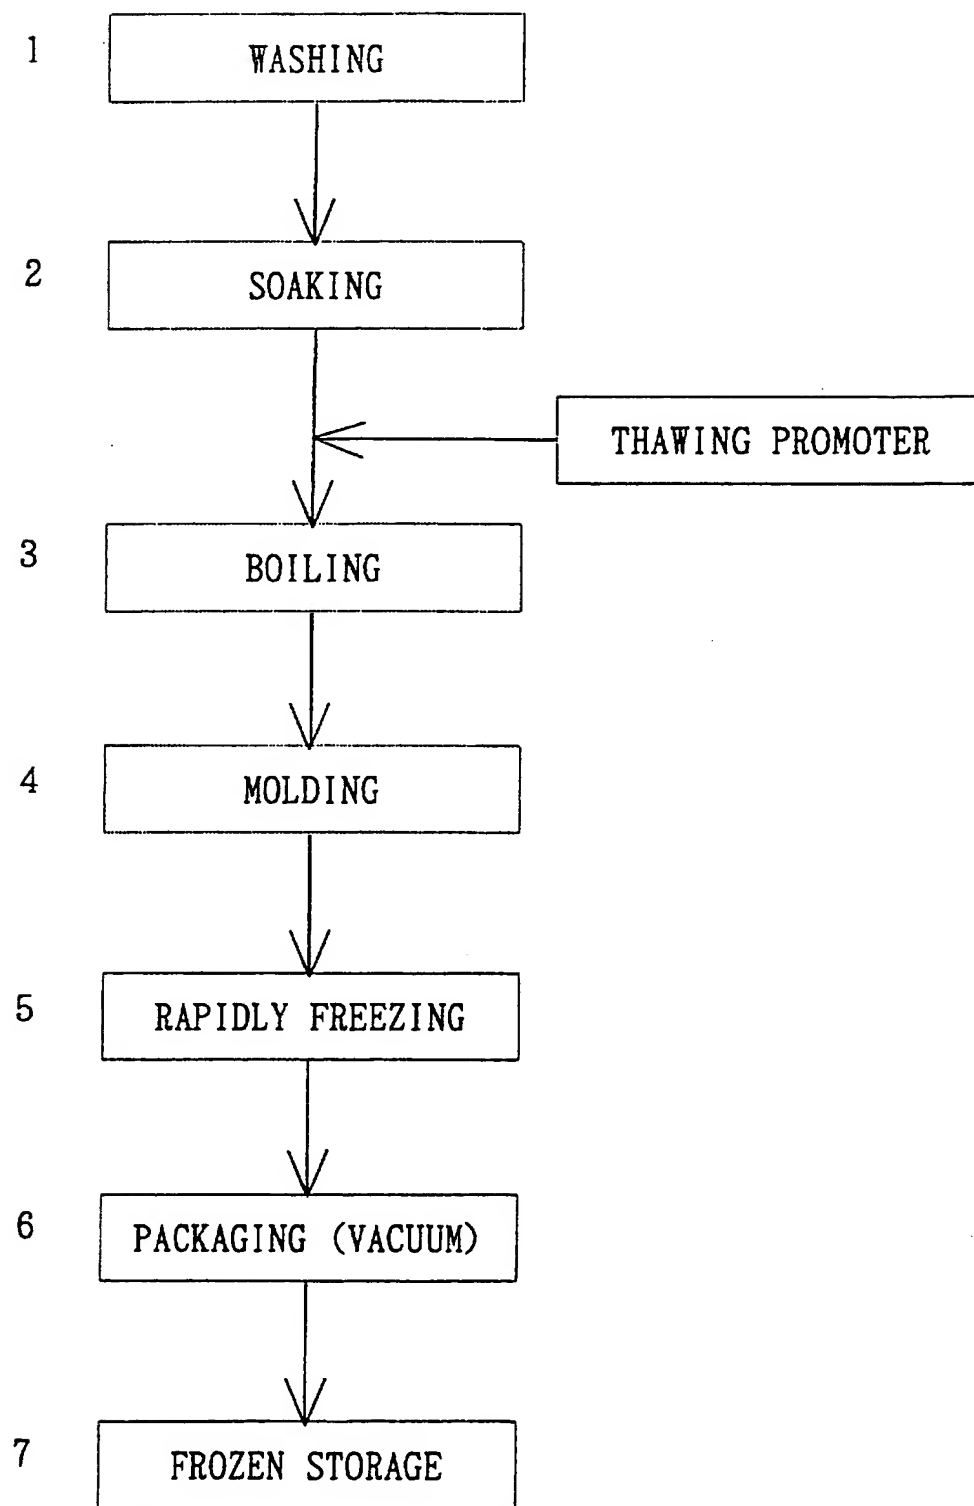 1 WASHING
2 SOAKING
THAWING PROMOTER
3 BOILING
4 MOLDING
5 RAPIDLY FREEZING
6 PACKAGING (VACUUM)
7 FROZEN STORAGE